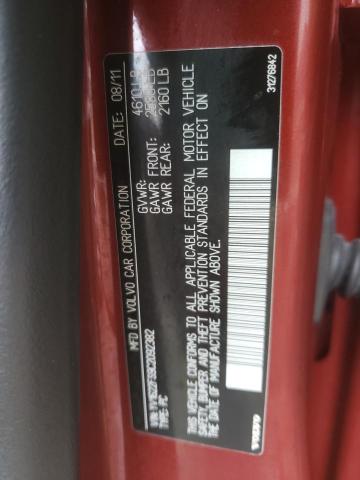 MFD BY VOLVO CAR CORPORATION DATE: 08/11
GVWR: 4610 LB
GAWR FRONT:
GAWR REAR: 2160 LB
TYPE: PC
THIS VEHICLE CONFORMS TO ALL APPLICABLE FEDERAL MOTOR VEHICLE
SAFETY, BUMPER AND THEFT PREVENTION STANDARDS IN EFFECT ON
THE DATE OF MANUFACTURE SHOWN ABOVE.
VOLVO 31276842